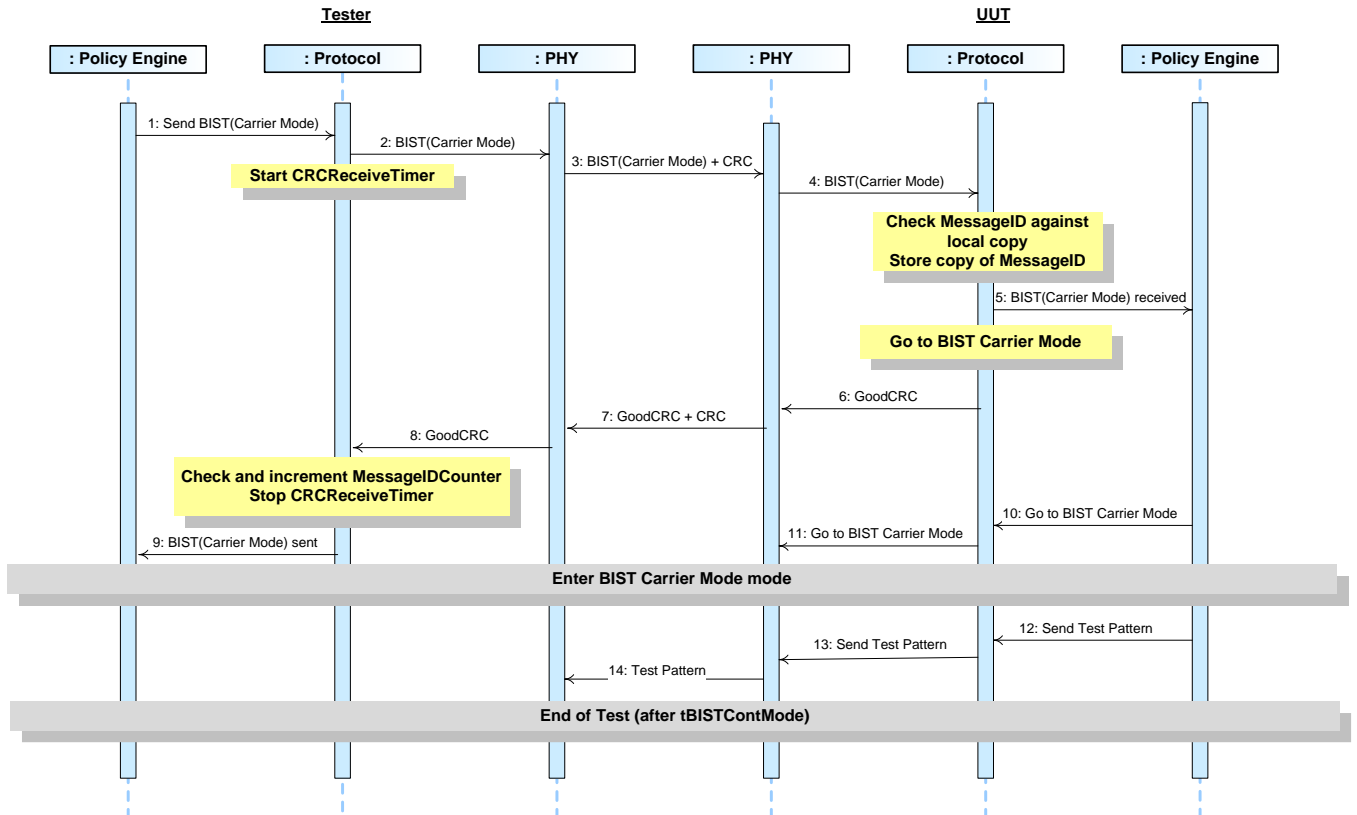 Tester
UUT
: Policy Engine
: Protocol
: PHY
: PHY
: Protocol
: Policy Engine
1: Send BIST(Carrier Mode)
2: BIST(Carrier Mode)
3: BIST(Carrier Mode) + CRC
Start CRCReceiveTimer
4: BIST(Carrier Mode)
Check MessageID against
local copy
Store copy of MessageID
5: BIST(Carrier Mode) received
Go to BIST Carrier Mode
6: GoodCRC
7: GoodCRC + CRC
8: GoodCRC
Check and increment MessageIDCounter
Stop CRCReceiveTimer
10: Go to BIST Carrier Mode
11: Go to BIST Carrier Mode
9: BIST(Carrier Mode) sent
Enter BIST Carrier Mode mode
12: Send Test Pattern
13: Send Test Pattern
14: Test Pattern
End of Test (after tBISTContMode)